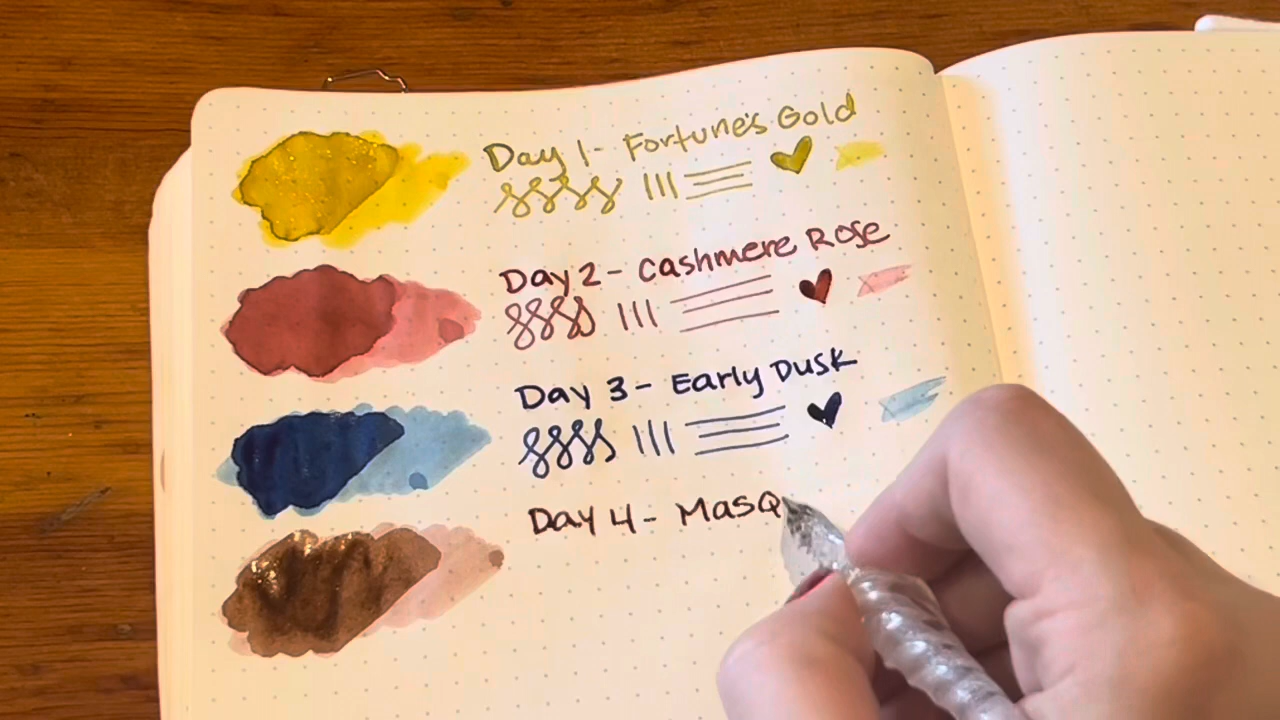 Day 1- Fortune's Gold
Day 2- Cashmere Rose
Day 3- Early Dusk
Day 4- Masq